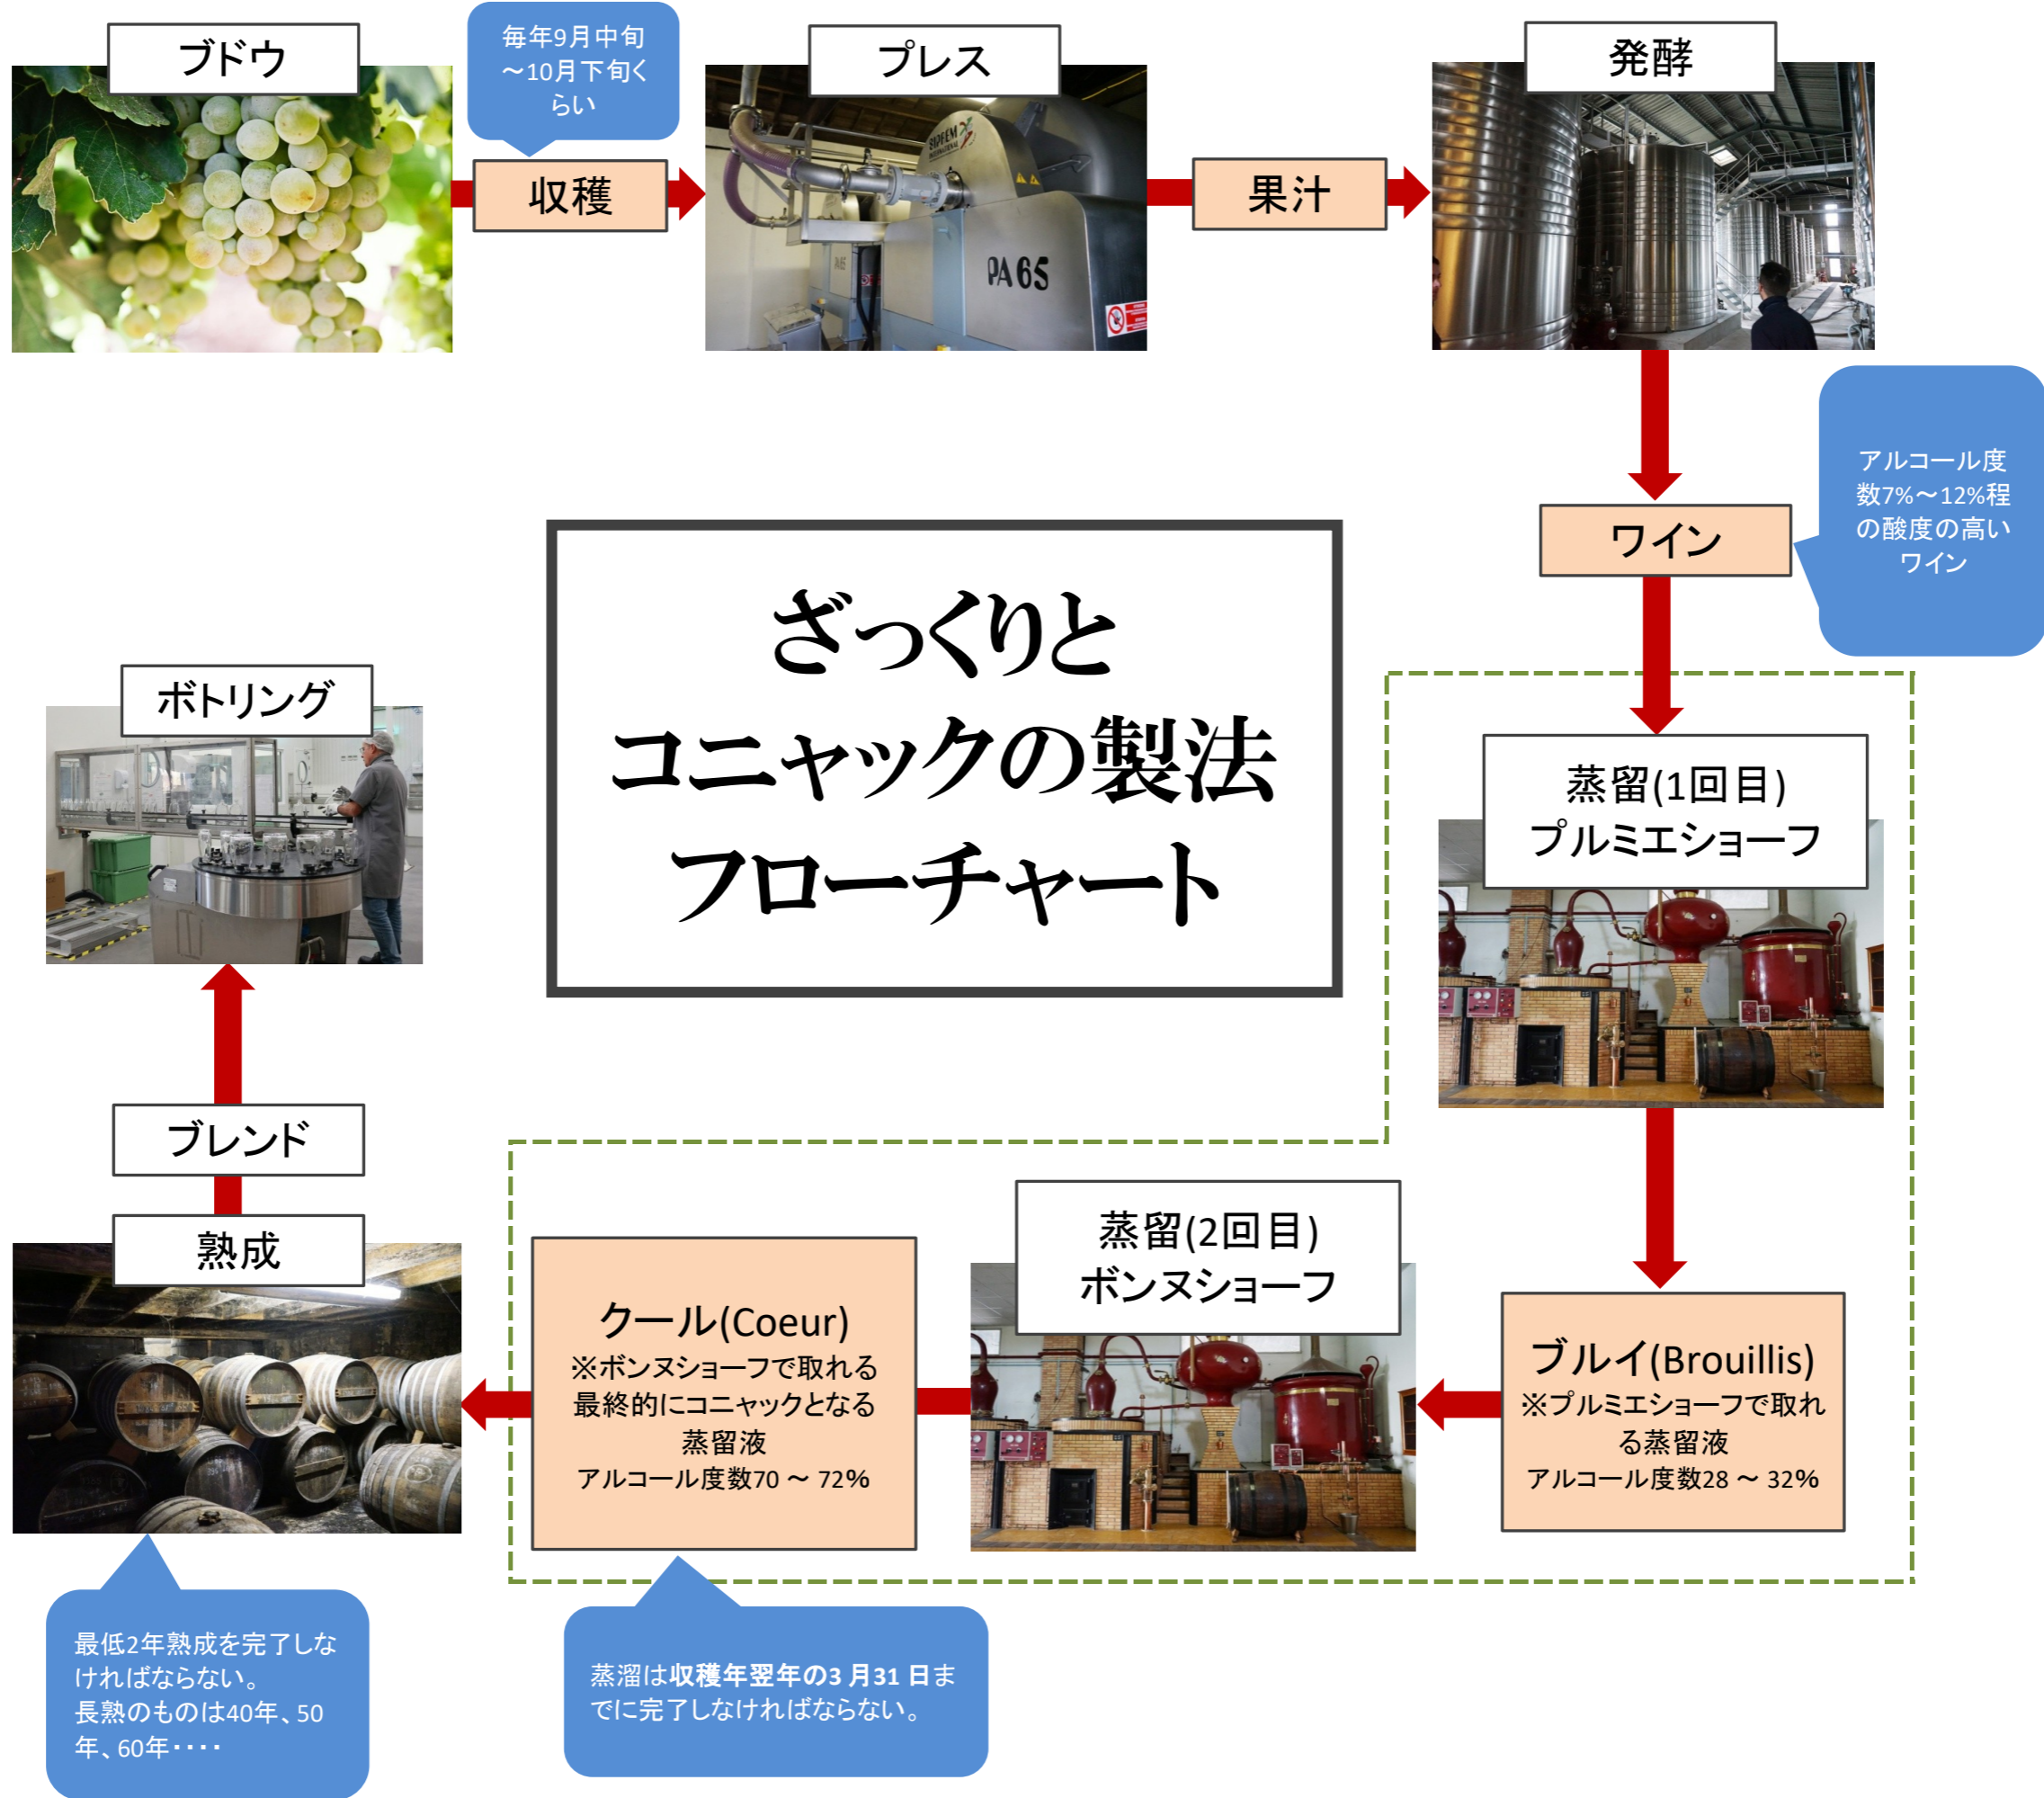 ブドウ
毎年9月中旬
～10月下旬く
らい
収穫
プレス
PA 65
果汁
発酵
アルコール度
数7%～12%程
の酸度の高い
ワイン
ワイン
ざっくりと
コニャックの製法
フローチャート
蒸留(1回目)
プルミエショーフ
ブルイ(Brouillis)
※プルミエショーフで取れ
る蒸留液
アルコール度数28 ～ 32%
蒸留(2回目)
ボンヌショーフ
クール(Coeur)
※ボンヌショーフで取れる
最終的にコニャックとなる
蒸留液
アルコール度数70 ～ 72%
蒸溜は収穫年翌年の3 月31 日ま
でに完了しなければならない。
熟成
最低2年熟成を完了しな
ければならない。
長熟のものは40年、50
年、60年・・・・
ブレンド
ボトリング